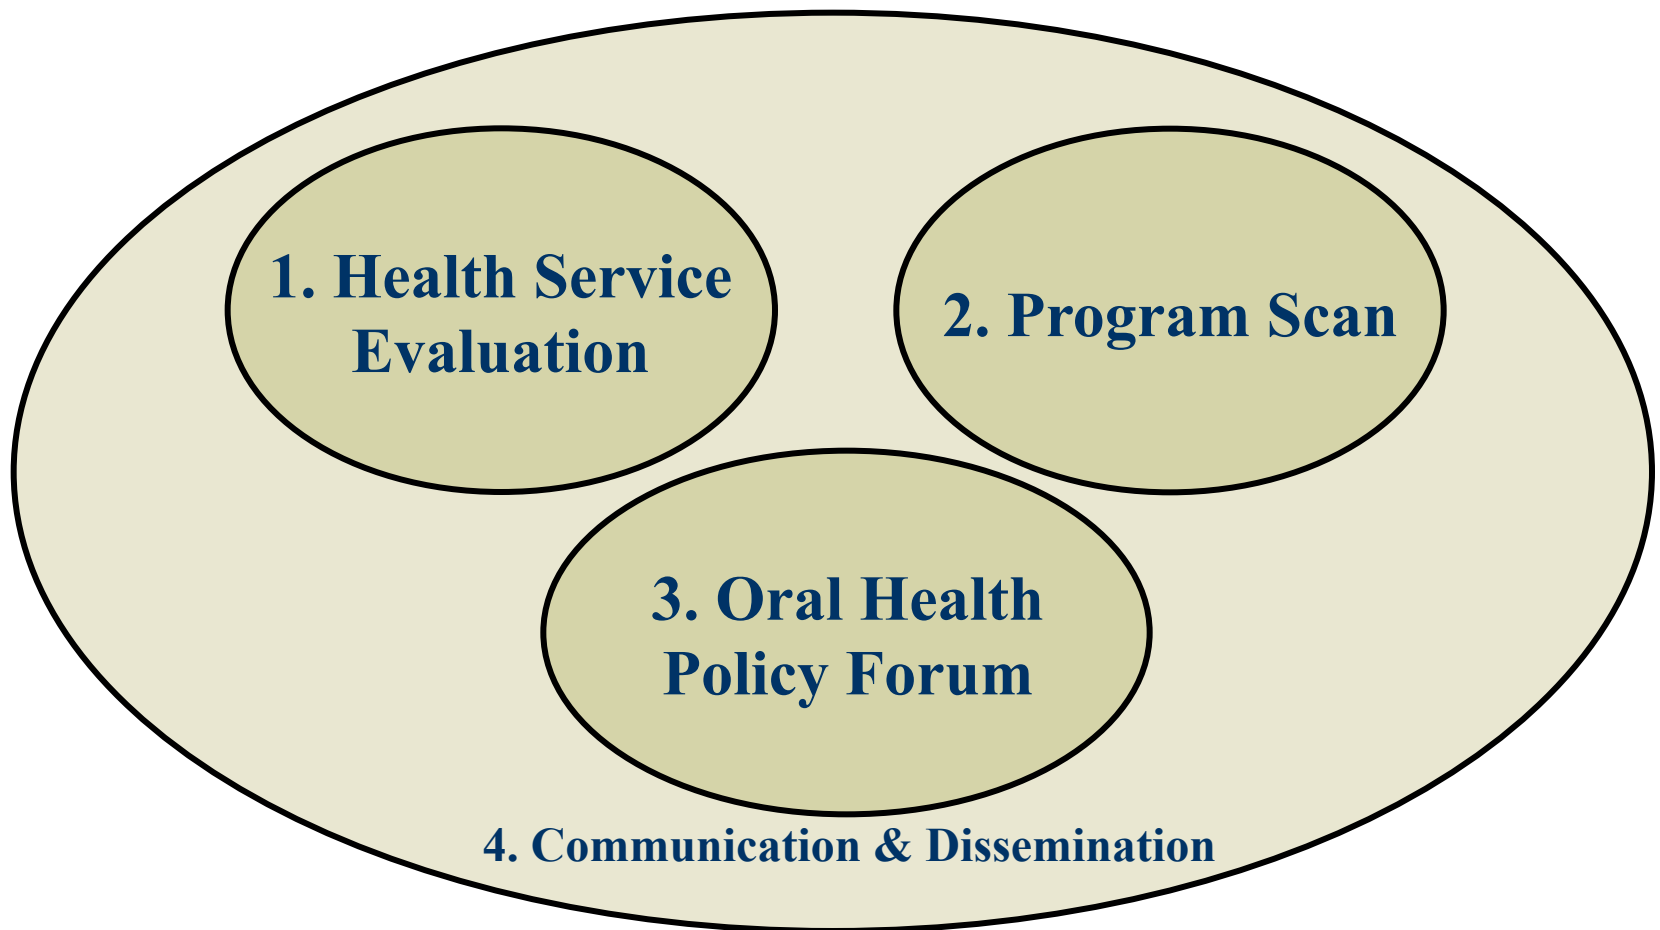 1. Health Service
Evaluation
2. Program Scan
3. Oral Health
Policy Forum
4. Communication & Dissemination